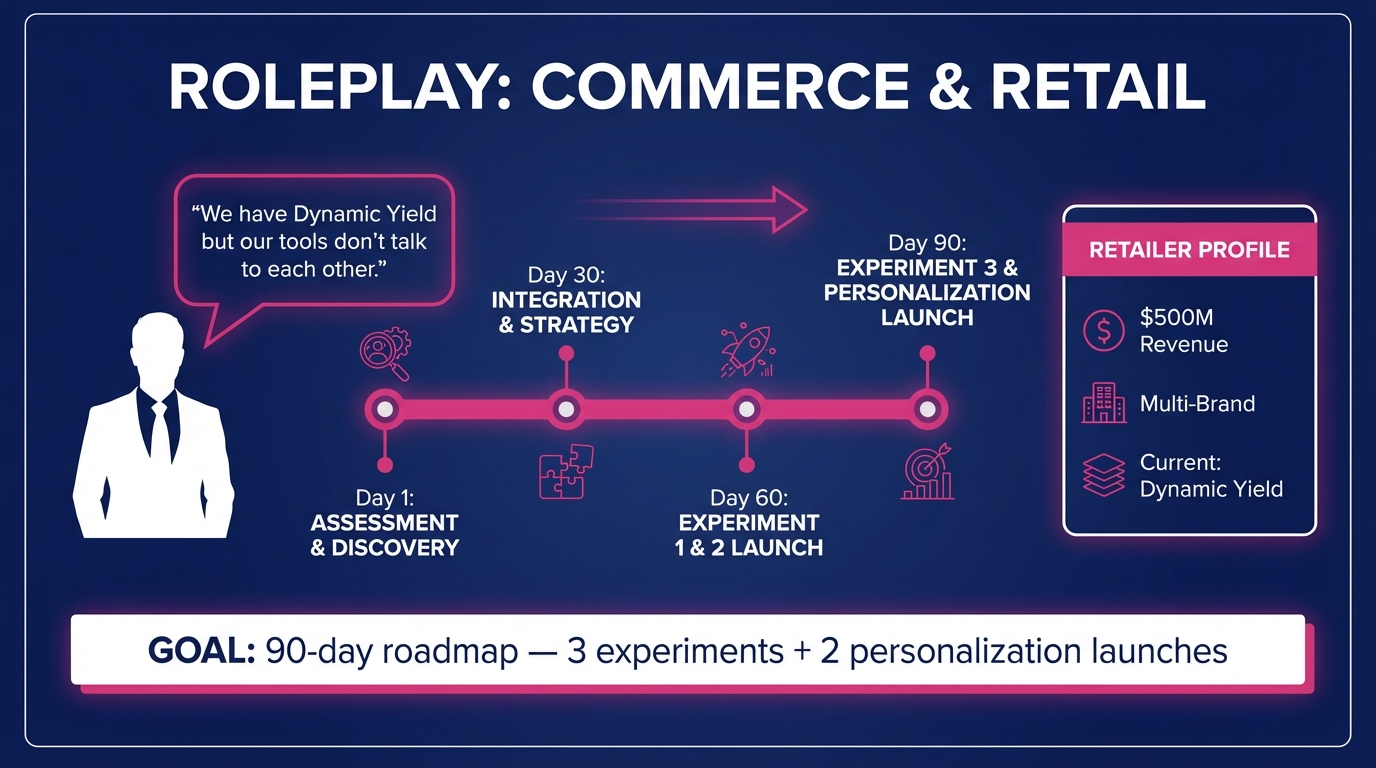 ROLEPLAY: COMMERCE & RETAIL
“We have Dynamic Yield
but our tools don’t talk
to each other.”
Day 1:
ASSESSMENT
& DISCOVERY
Day 30:
INTEGRATION
& STRATEGY
Day 60:
EXPERIMENT
1 & 2 LAUNCH
Day 90:
EXPERIMENT 3 &
PERSONALIZATION
LAUNCH
RETAILER PROFILE
$500M
Revenue
Multi-Brand
Current:
Dynamic Yield
GOAL: 90-day roadmap — 3 experiments + 2 personalization launches